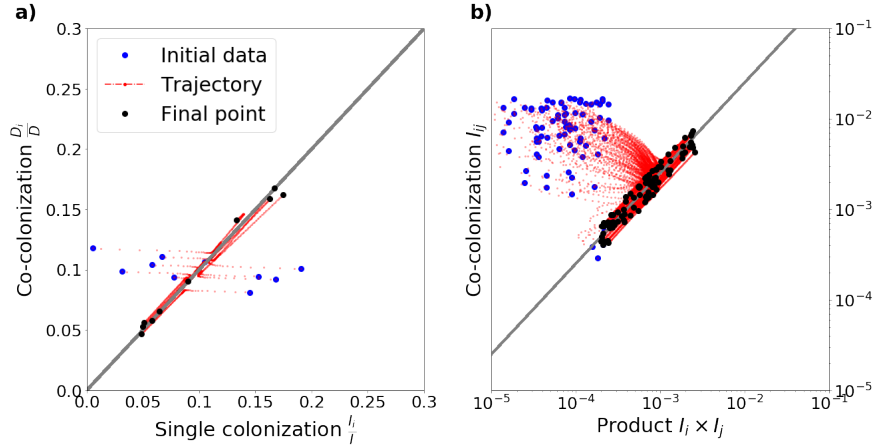 a)
Initial data
Trajectory
Final point
0.3
0.25
0.20
0.15
0.1
0.05
0.0
Co-colonization D_i/D
0.0 0.05 0.1 0.15 0.2 0.25 0.3
Single colonization I_i/I
b)
10^-1
10^-2
10^-3
10^-4
10^-5
Co-colonization I_ij
10^-5 10^-4 10^-3 10^-2 10^-1
Product I_i × I_j